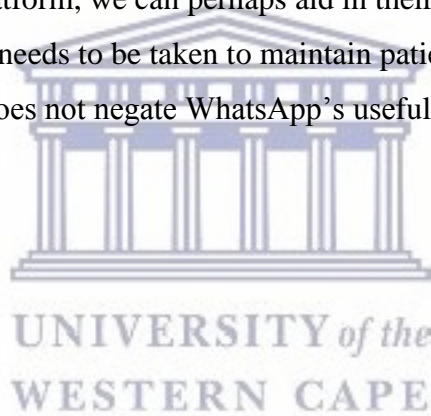 atform, we can perhaps aid in their
needs to be taken to maintain patie
oes not negate WhatsApp's useful
UNIVERSITY of the
WESTERN CAPE